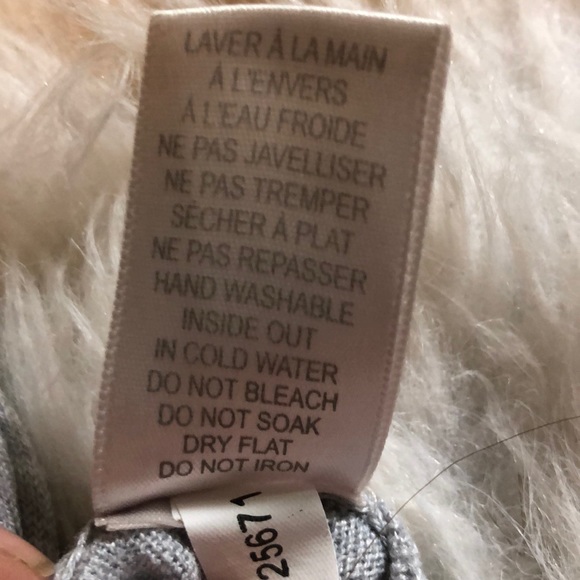 LAVER À LA MAIN
À L'ENVERS
À L'EAU FROIDE
NE PAS JAVELLISER
NE PAS TREMPER
SÉCHER À PLAT
NE PAS REPASSER
HAND WASHABLE
INSIDE OUT
IN COLD WATER
DO NOT BLEACH
DO NOT SOAK
DRY FLAT
DO NOT IRON
25671